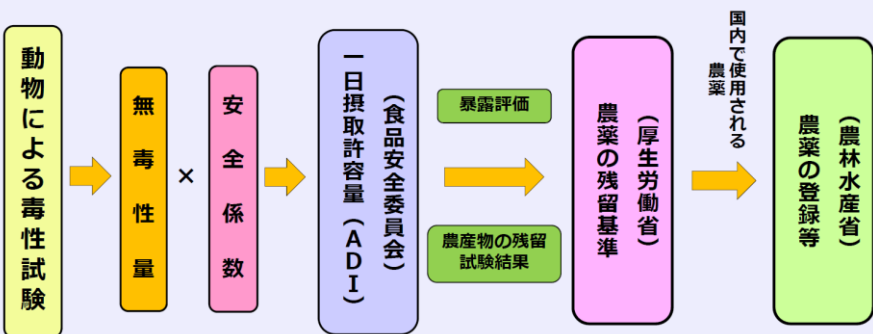 動物による毒性試験
無毒性量
×
安全係数
一日摂取許容量（ADI）
（食品安全委員会）
暴露評価
農産物の残留
試験結果
農薬の残留基準
（厚生労働省）
国内で使用される
農薬
農薬の登録等
（農林水産省）